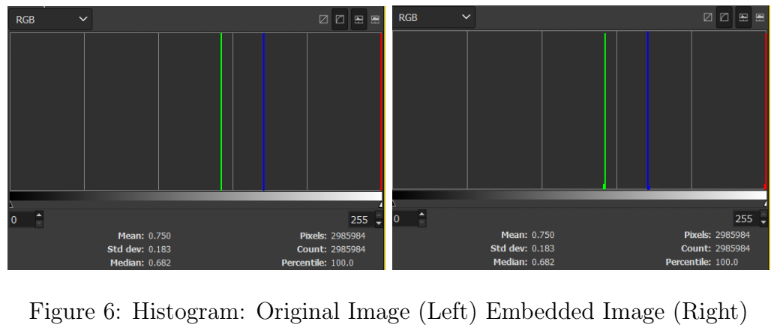 RGB
0
255
Mean: 0.750
Pixels: 2985984
Std dev: 0.183
Count: 2985984
Median: 0.682
Percentile: 100.0
RGB
0
255
Mean: 0.750
Pixels: 2985984
Std dev: 0.183
Count: 2985984
Median: 0.682
Percentile: 100.0
Figure 6: Histogram: Original Image (Left) Embedded Image (Right)